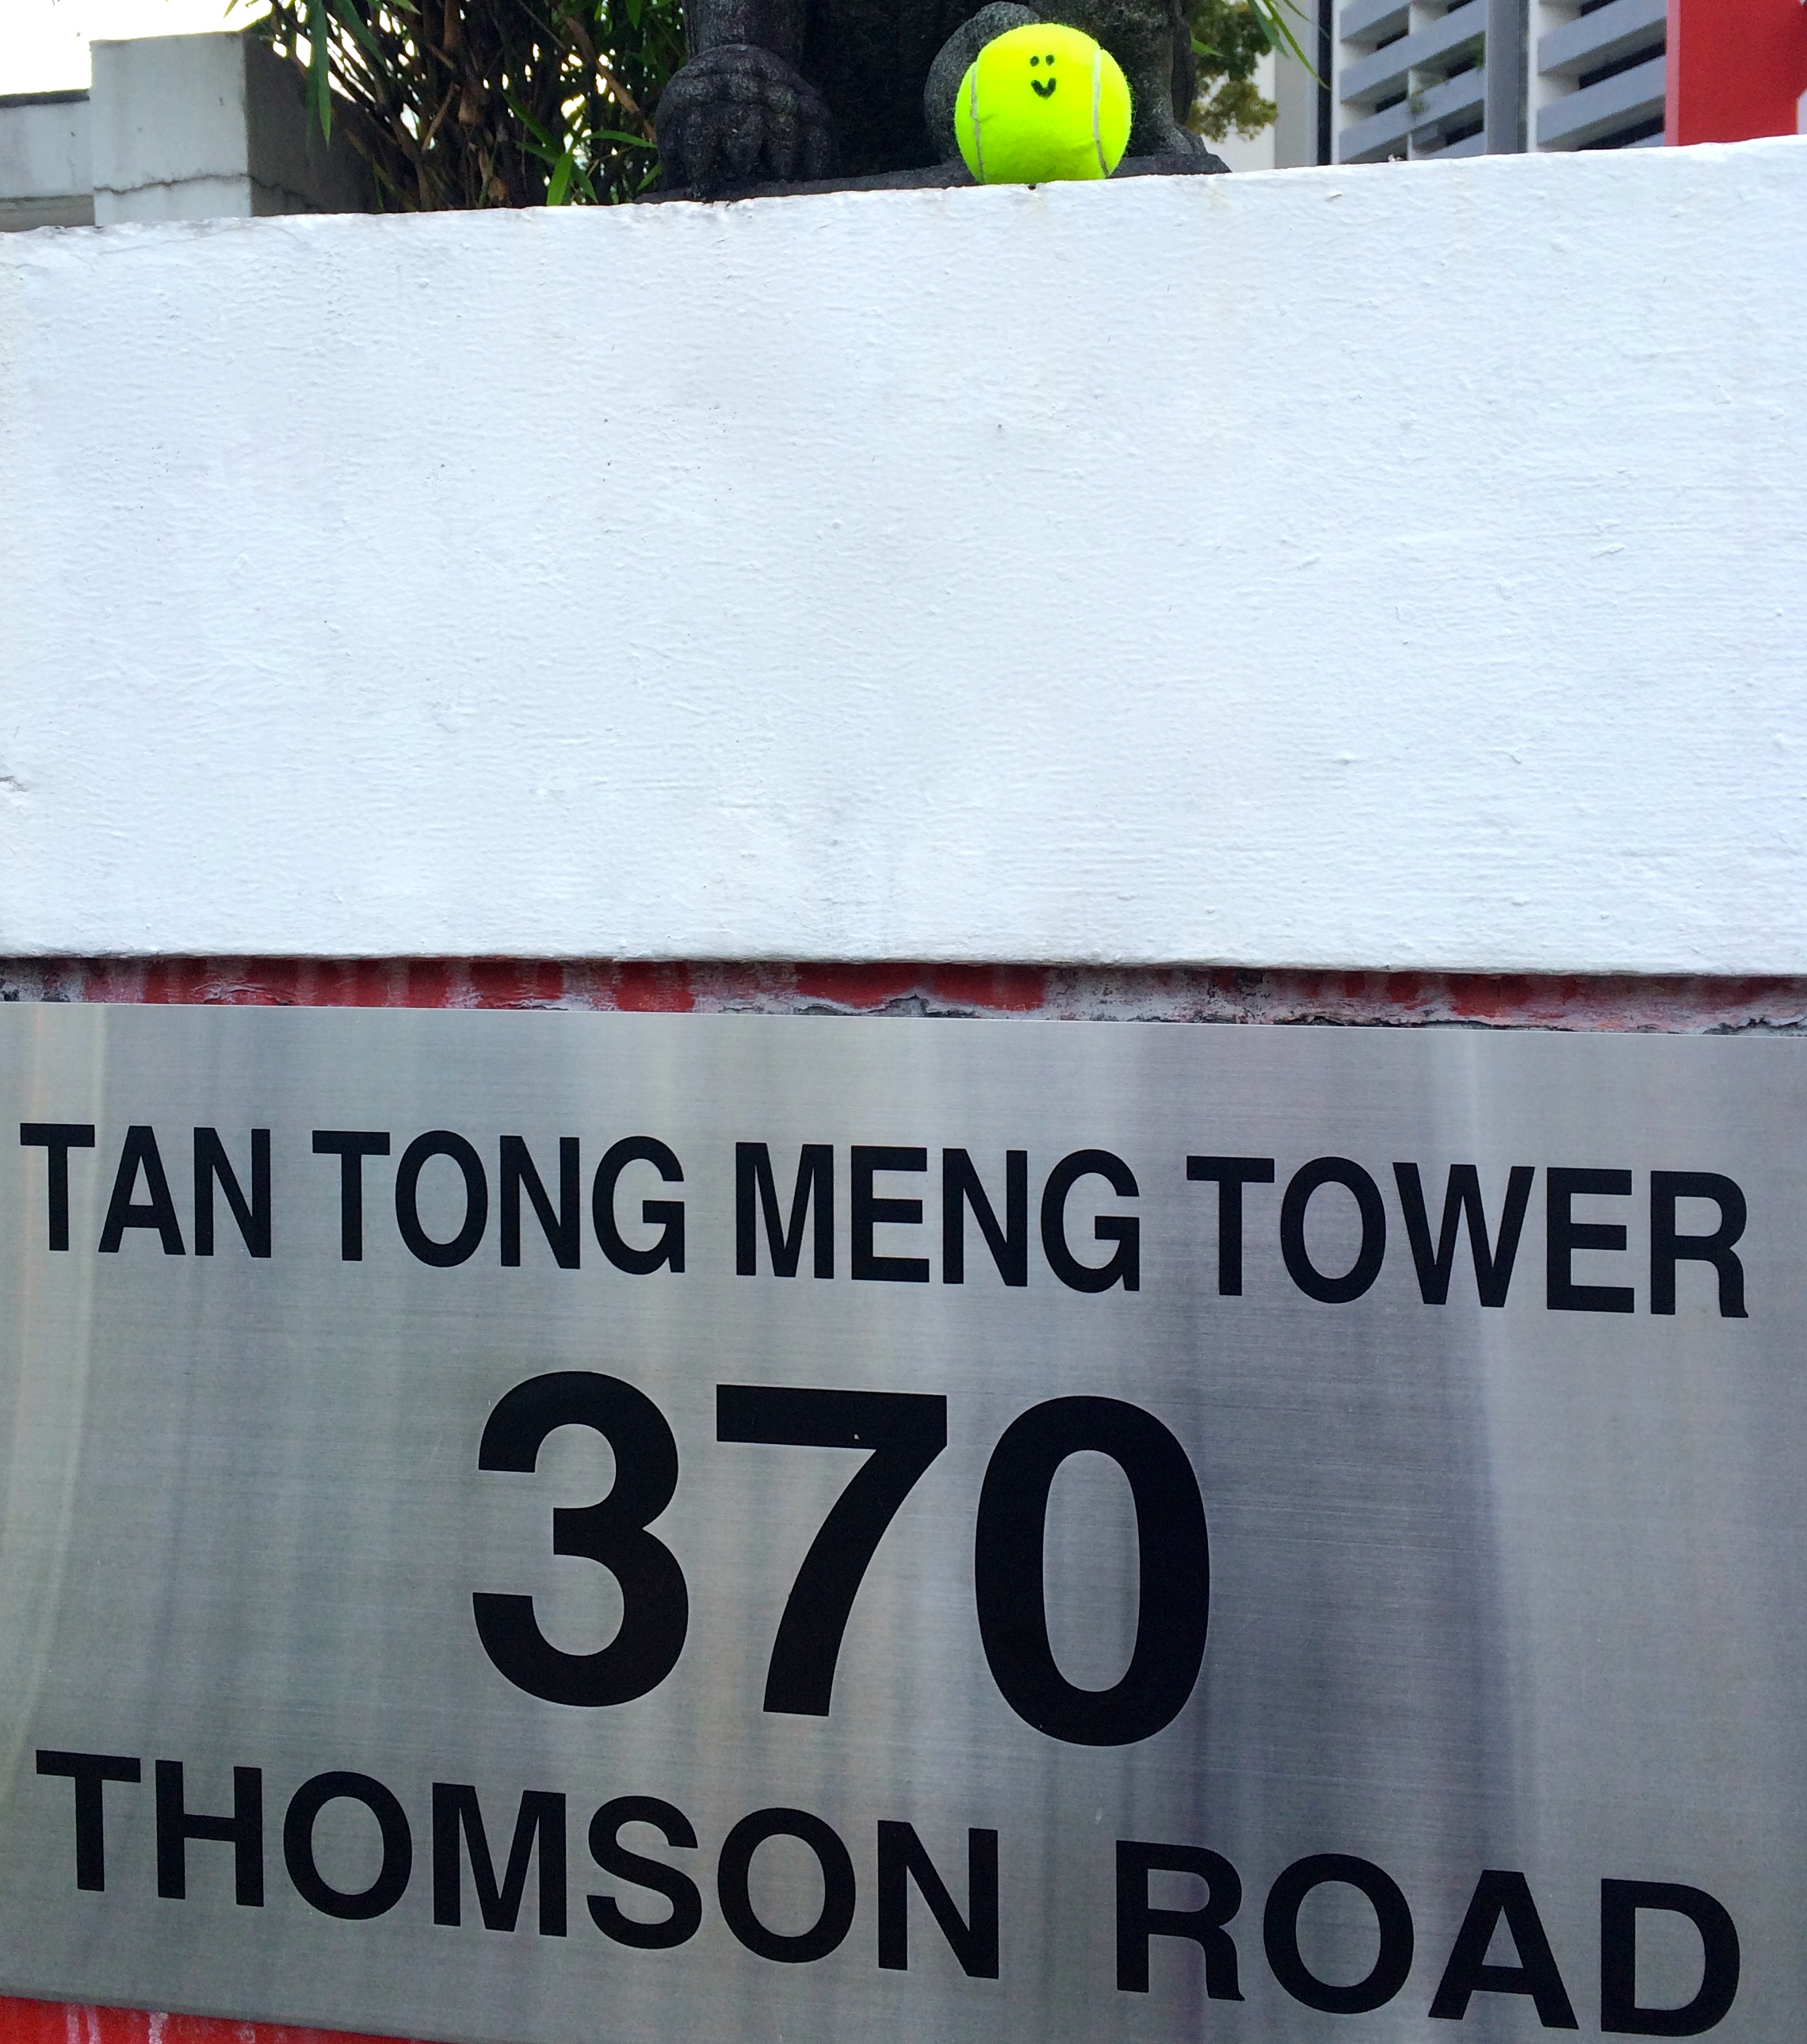 TAN TONG MENG TOWER
370
THOMSON ROAD